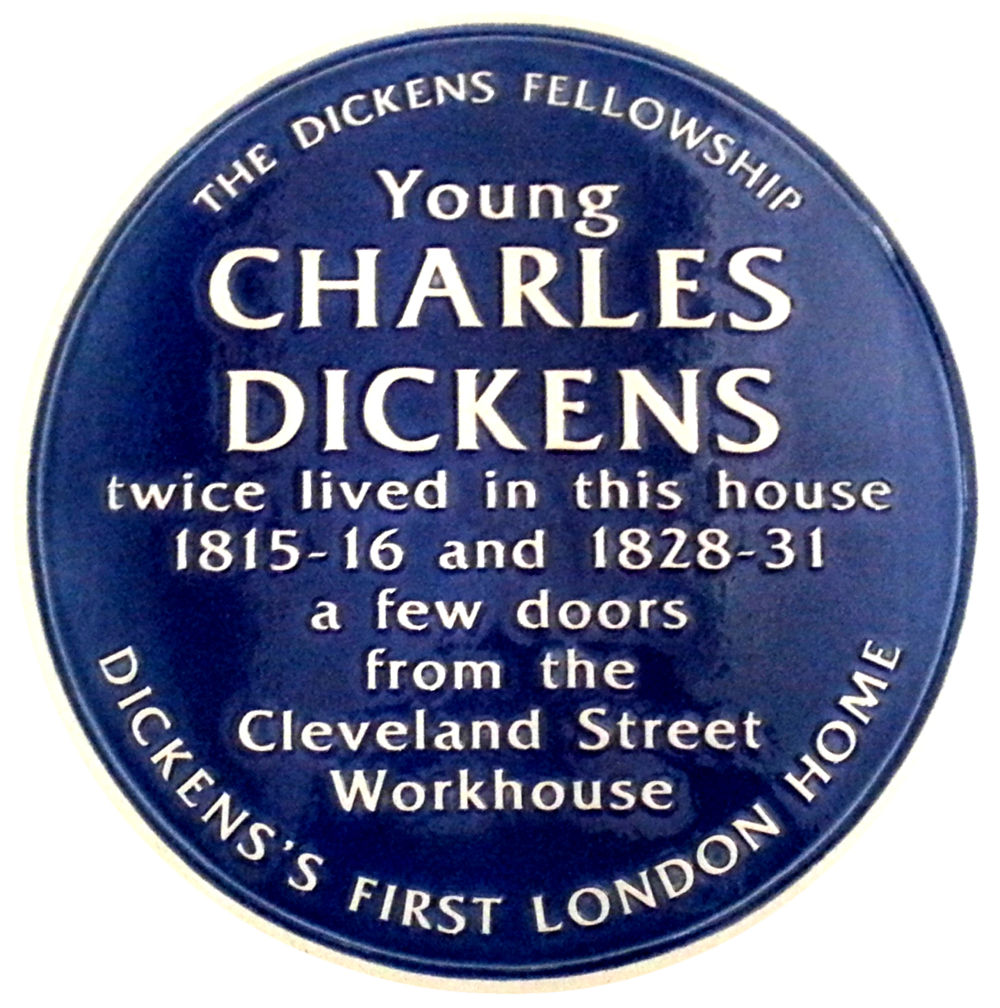 THE DICKENS FELLOWSHIP
Young
CHARLES
DICKENS
twice lived in this house
1815-16 and 1828-31
a few doors
from the
Cleveland Street
Workhouse
DICKENS'S FIRST LONDON HOME